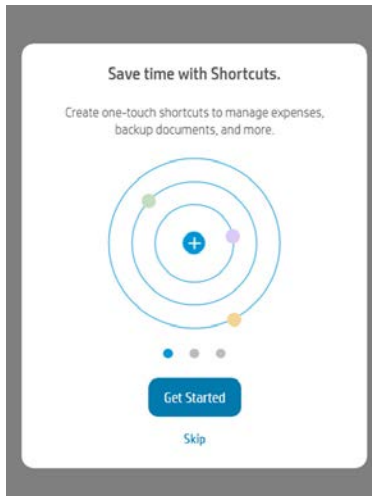 Save time with Shortcuts.
Create one-touch shortcuts to manage expenses,
backup documents, and more.
Get Started
Skip